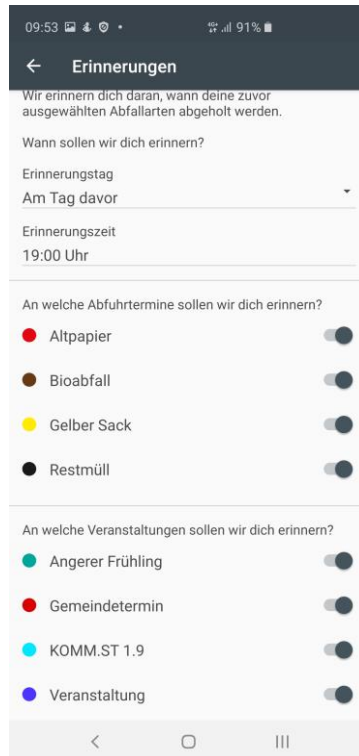 09:53 91%
Erinnerungen
Wir erinnern dich daran, wann deine zuvor
ausgewählten Abfallarten abgeholt werden.
Wann sollen wir dich erinnern?
Erinnerungstag
Am Tag davor
Erinnerungszeit
19:00 Uhr
An welche Abfuhrtermine sollen wir dich erinnern?
Altpapier
Bioabfall
Gelber Sack
Restmüll
An welche Veranstaltungen sollen wir dich erinnern?
Angerer Frühling
Gemeindetermin
KOMM.ST 1.9
Veranstaltung